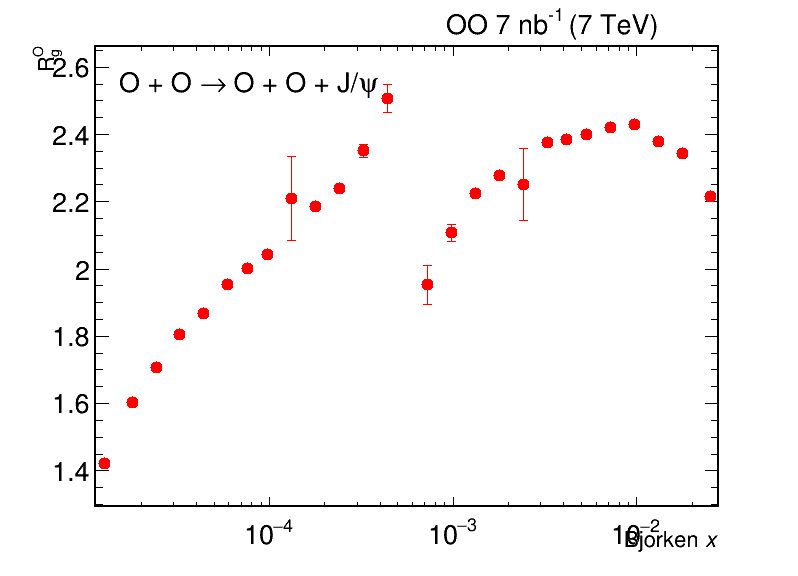 OO 7 nb⁻¹ (7 TeV)
R_g^O
O + O → O + O + J/ψ
2.6
2.4
2.2
2
1.8
1.6
1.4
10⁻⁴ 10⁻³ 10⁻²
Bjorken x